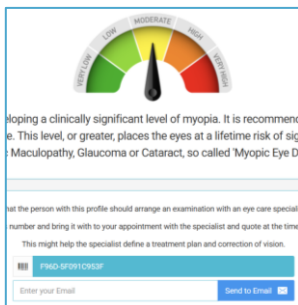 VERY LOW
LOW
MODERATE
HIGH
VERY HIGH
eloping a clinically significant level of myopia. It is recommend
e. This level, or greater, places the eyes at a lifetime risk of sig
c Maculopathy, Glaucoma or Cataract, so called 'Myopic Eye D
hat the person with this profile should arrange an examination with an eye care special
number and bring it with to your appointment with the specialist and quote at the time
This might help the specialist define a treatment plan and correction of vision.
F96D-5F091C953F
Enter your Email
Send to Email